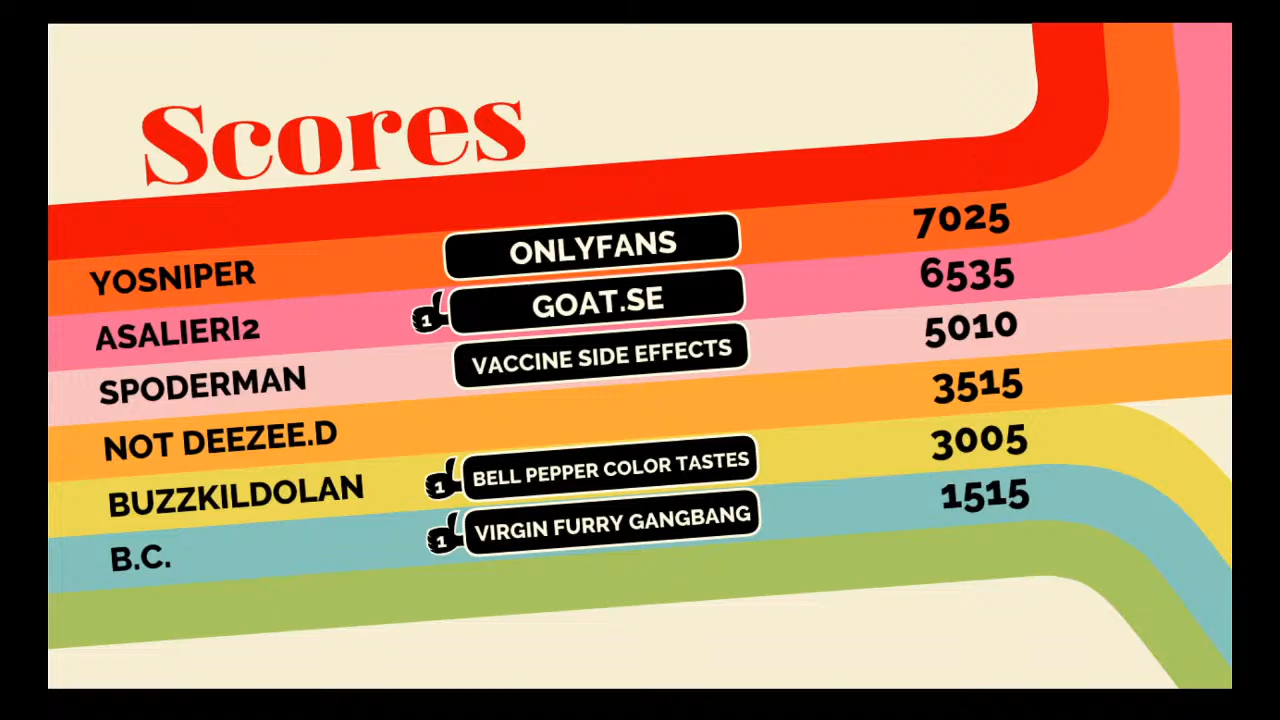 Scores
YOSNIPER ONLYFANS 7025
ASALIERI2 1 GOAT.SE 6535
SPODERMAN VACCINE SIDE EFFECTS 5010
NOT DEEZEE.D 3515
BUZZKILDOLAN 1 BELL PEPPER COLOR TASTES 3005
B.C. 1 VIRGIN FURRY GANGBANG 1515